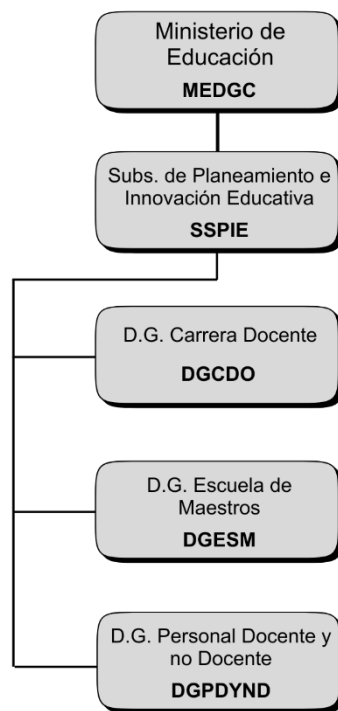 Ministerio de
Educación
MEDGC
Subs. de Planeamiento e
Innovación Educativa
SSPIE
D.G. Carrera Docente
DGCDO
D.G. Escuela de
Maestros
DGESM
D.G. Personal Docente y
no Docente
DGPDYND